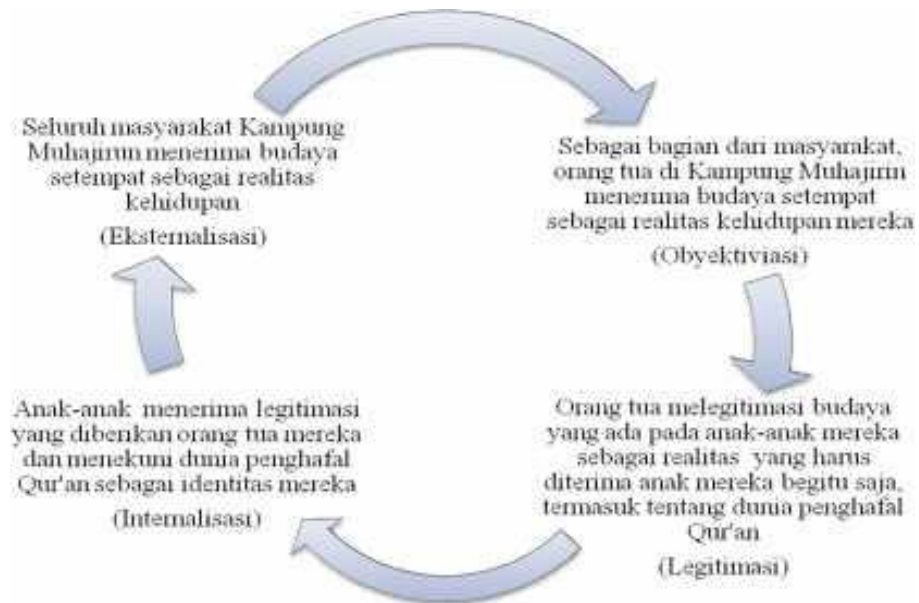 Seluruh masyarakat Kampung
Muhajirun menerima budaya
setempat sebagai realitas
kehidupan
(Eksternalisasi)
Sebagai bagian dari masyarakat,
orang tua di Kampung Muhajirin
menerima budaya setempat
sebagai realitas kehidupan mereka
(Obyektiviasi)
Orang tua melegitimasi budaya
yang ada pada anak-anak mereka
sebagai realitas yang harus
diterima anak mereka begitu saja,
termasuk tentang dunia penghafal
Qur'an
(Legitimasi)
Anak-anak menerima legitimasi
yang diberikan orang tua mereka
dan menekuni dunia penghafal
Qur'an sebagai identitas mereka
(Internalisasi)